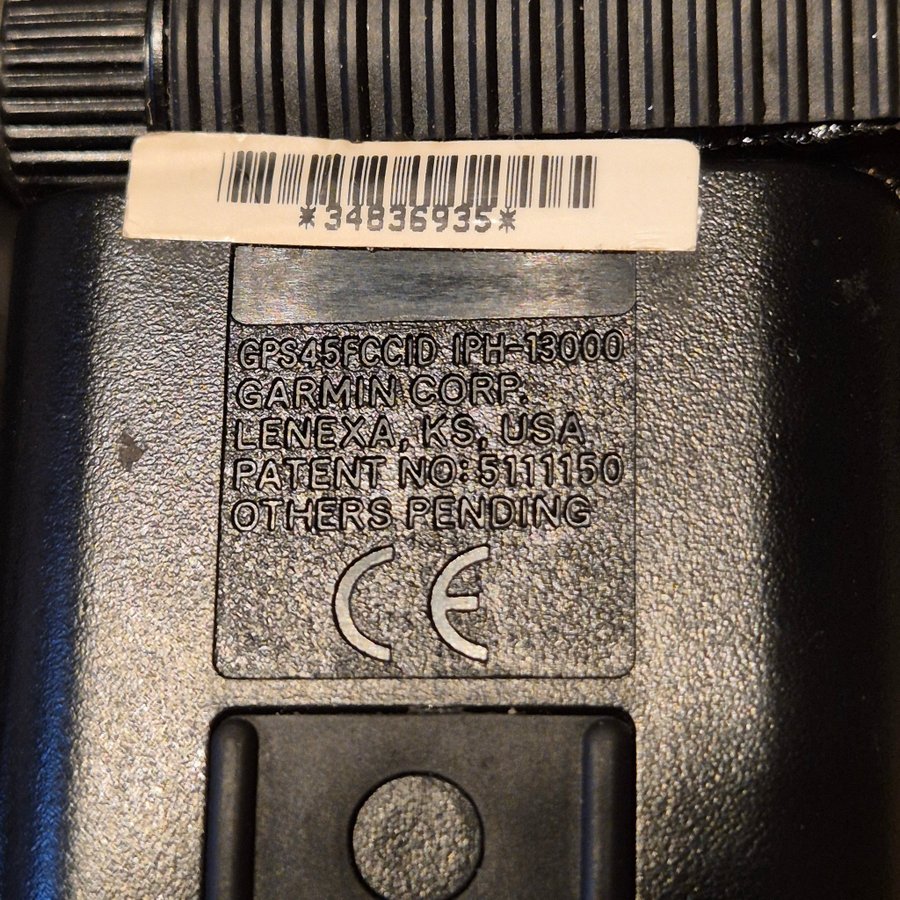 *34836935*
GPS45FCCID IPH-13000
GARMIN CORP.
LENEXA, KS, USA
PATENT NO:5111150
OTHERS PENDING
CE